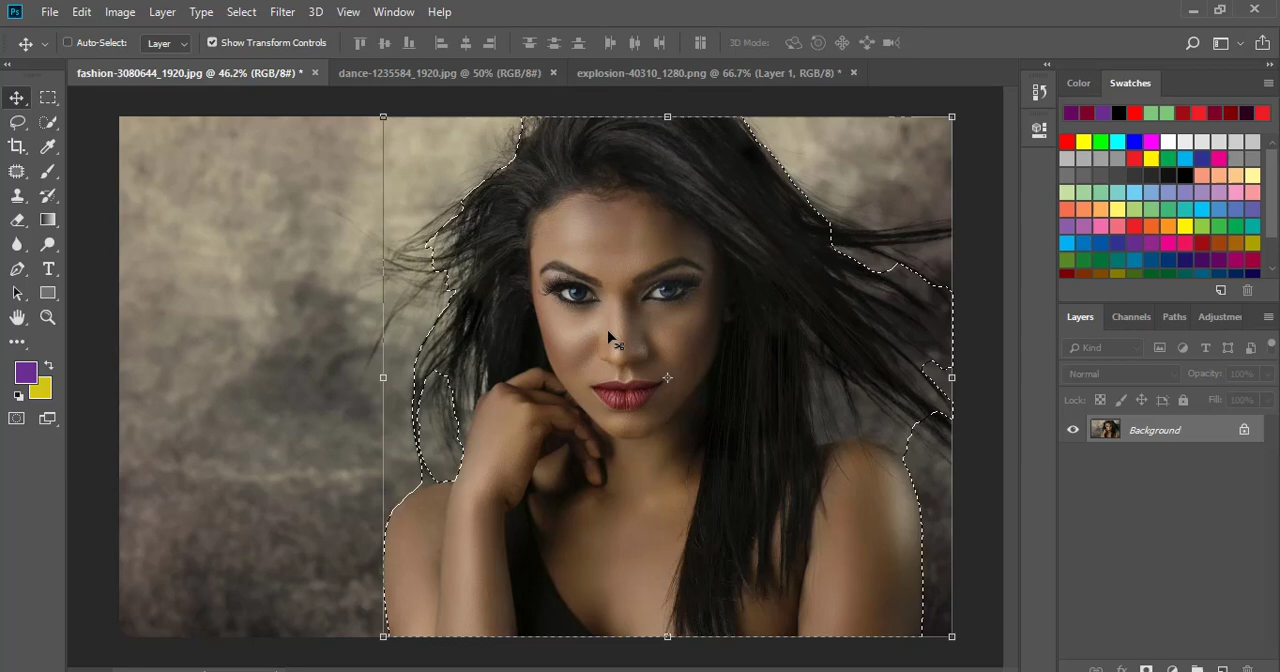 Ps File Edit Image Layer Type Select Filter 3D View Window Help
Auto-Select: Layer Show Transform Controls 3D Mode:
fashion-3080644_1920.jpg @ 46.2% (RGB/8#) * × dance-1235584_1920.jpg @ 50% (RGB/8#) × explosion-40310_1280.png @ 66.7% (Layer 1, RGB/8) * ×
Color Swatches
Layers Channels Paths Adjustmer
Kind
Normal Opacity: 100%
Lock: Fill: 100%
Background